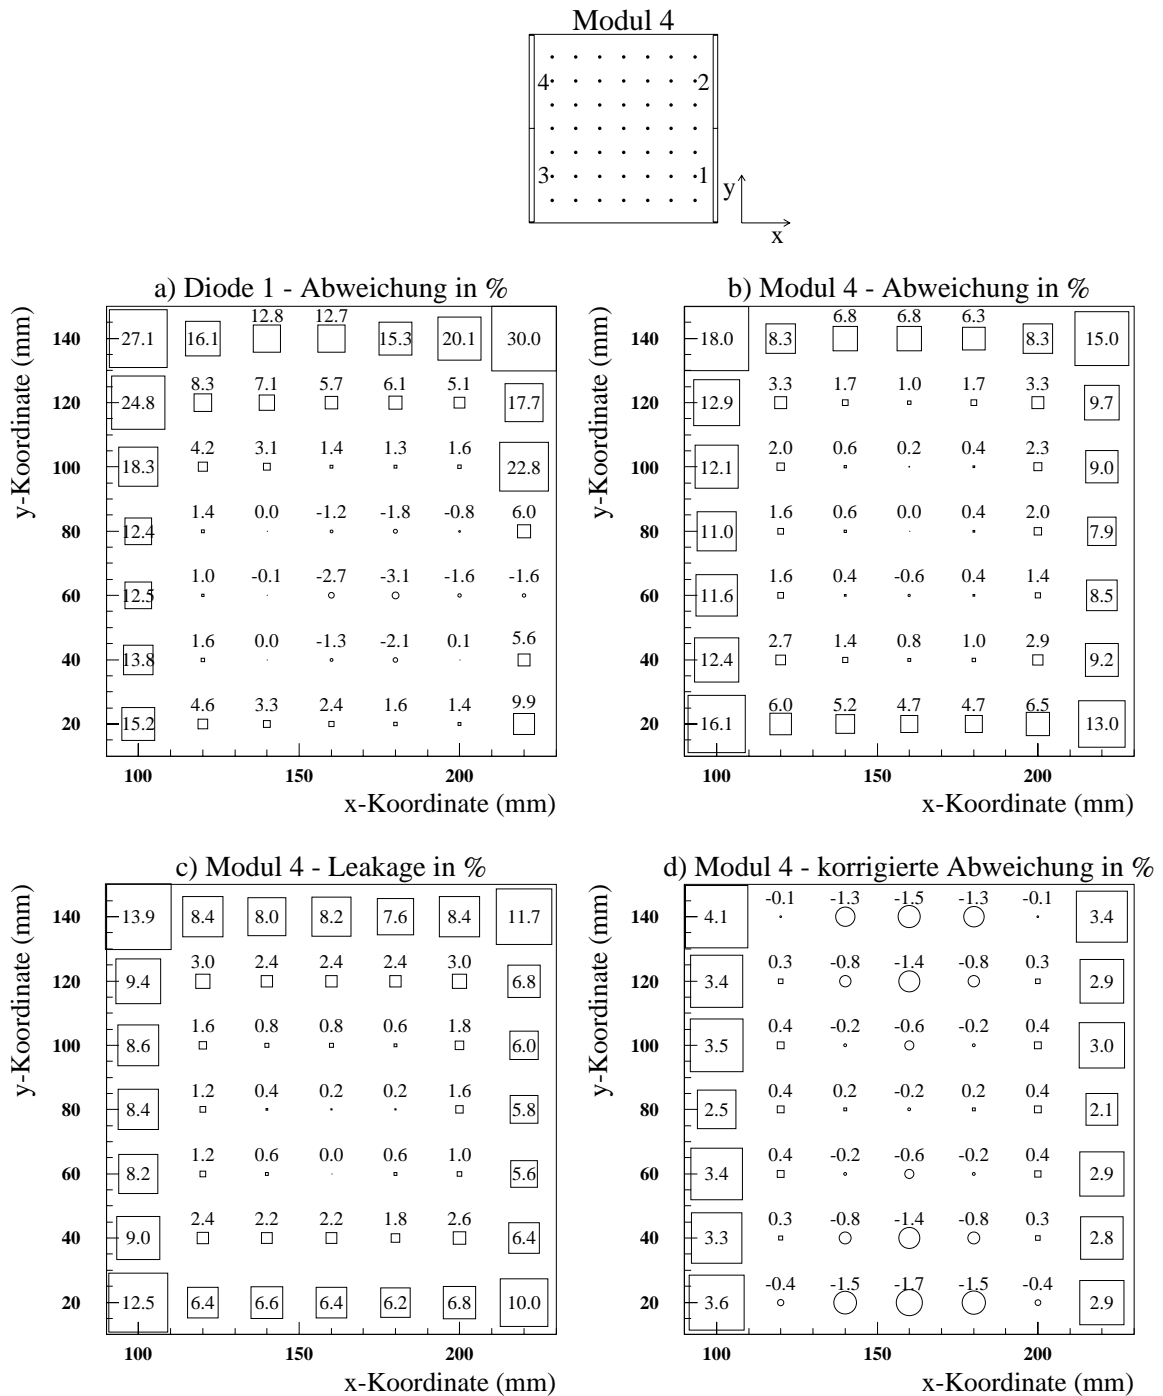 Modul 4
4 2
3 1
y
x
a) Diode 1 - Abweichung in %
y-Koordinate (mm)
12.8 12.7
140 27.1 16.1 15.3 20.1 30.0
8.3 7.1 5.7 6.1 5.1
120 24.8 17.7
4.2 3.1 1.4 1.3 1.6
100 18.3 22.8
1.4 0.0 -1.2 -1.8 -0.8 6.0
80 12.4
1.0 -0.1 -2.7 -3.1 -1.6 -1.6
60 12.5
1.6 0.0 -1.3 -2.1 0.1 5.6
40 13.8
4.6 3.3 2.4 1.6 1.4 9.9
20 15.2
100 150 200
x-Koordinate (mm)
b) Modul 4 - Abweichung in %
y-Koordinate (mm)
6.8 6.8 6.3
140 18.0 8.3 8.3 15.0
3.3 1.7 1.0 1.7 3.3
120 12.9 9.7
2.0 0.6 0.2 0.4 2.3
100 12.1 9.0
1.6 0.6 0.0 0.4 2.0
80 11.0 7.9
1.6 0.4 -0.6 0.4 1.4
60 11.6 8.5
2.7 1.4 0.8 1.0 2.9
40 12.4 9.2
6.0 5.2 4.7 4.7 6.5
20 16.1 13.0
100 150 200
x-Koordinate (mm)
c) Modul 4 - Leakage in %
y-Koordinate (mm)
140 13.9 8.4 8.0 8.2 7.6 8.4 11.7
3.0 2.4 2.4 2.4 3.0
120 9.4 6.8
1.6 0.8 0.8 0.6 1.8
100 8.6 6.0
1.2 0.4 0.2 0.2 1.6
80 8.4 5.8
1.2 0.6 0.0 0.6 1.0
60 8.2 5.6
2.4 2.2 2.2 1.8 2.6
40 9.0 6.4
20 12.5 6.4 6.6 6.4 6.2 6.8 10.0
100 150 200
x-Koordinate (mm)
d) Modul 4 - korrigierte Abweichung in %
y-Koordinate (mm)
-0.1 -1.3 -1.5 -1.3 -0.1
140 4.1 3.4
0.3 -0.8 -1.4 -0.8 0.3
120 3.4 2.9
0.4 -0.2 -0.6 -0.2 0.4
100 3.5 3.0
0.4 0.2 -0.2 0.2 0.4
80 2.5 2.1
0.4 -0.2 -0.6 -0.2 0.4
60 3.4 2.9
0.3 -0.8 -1.4 -0.8 0.3
40 3.3 2.8
-0.4 -1.5 -1.7 -1.5 -0.4
20 3.6 2.9
100 150 200
x-Koordinate (mm)